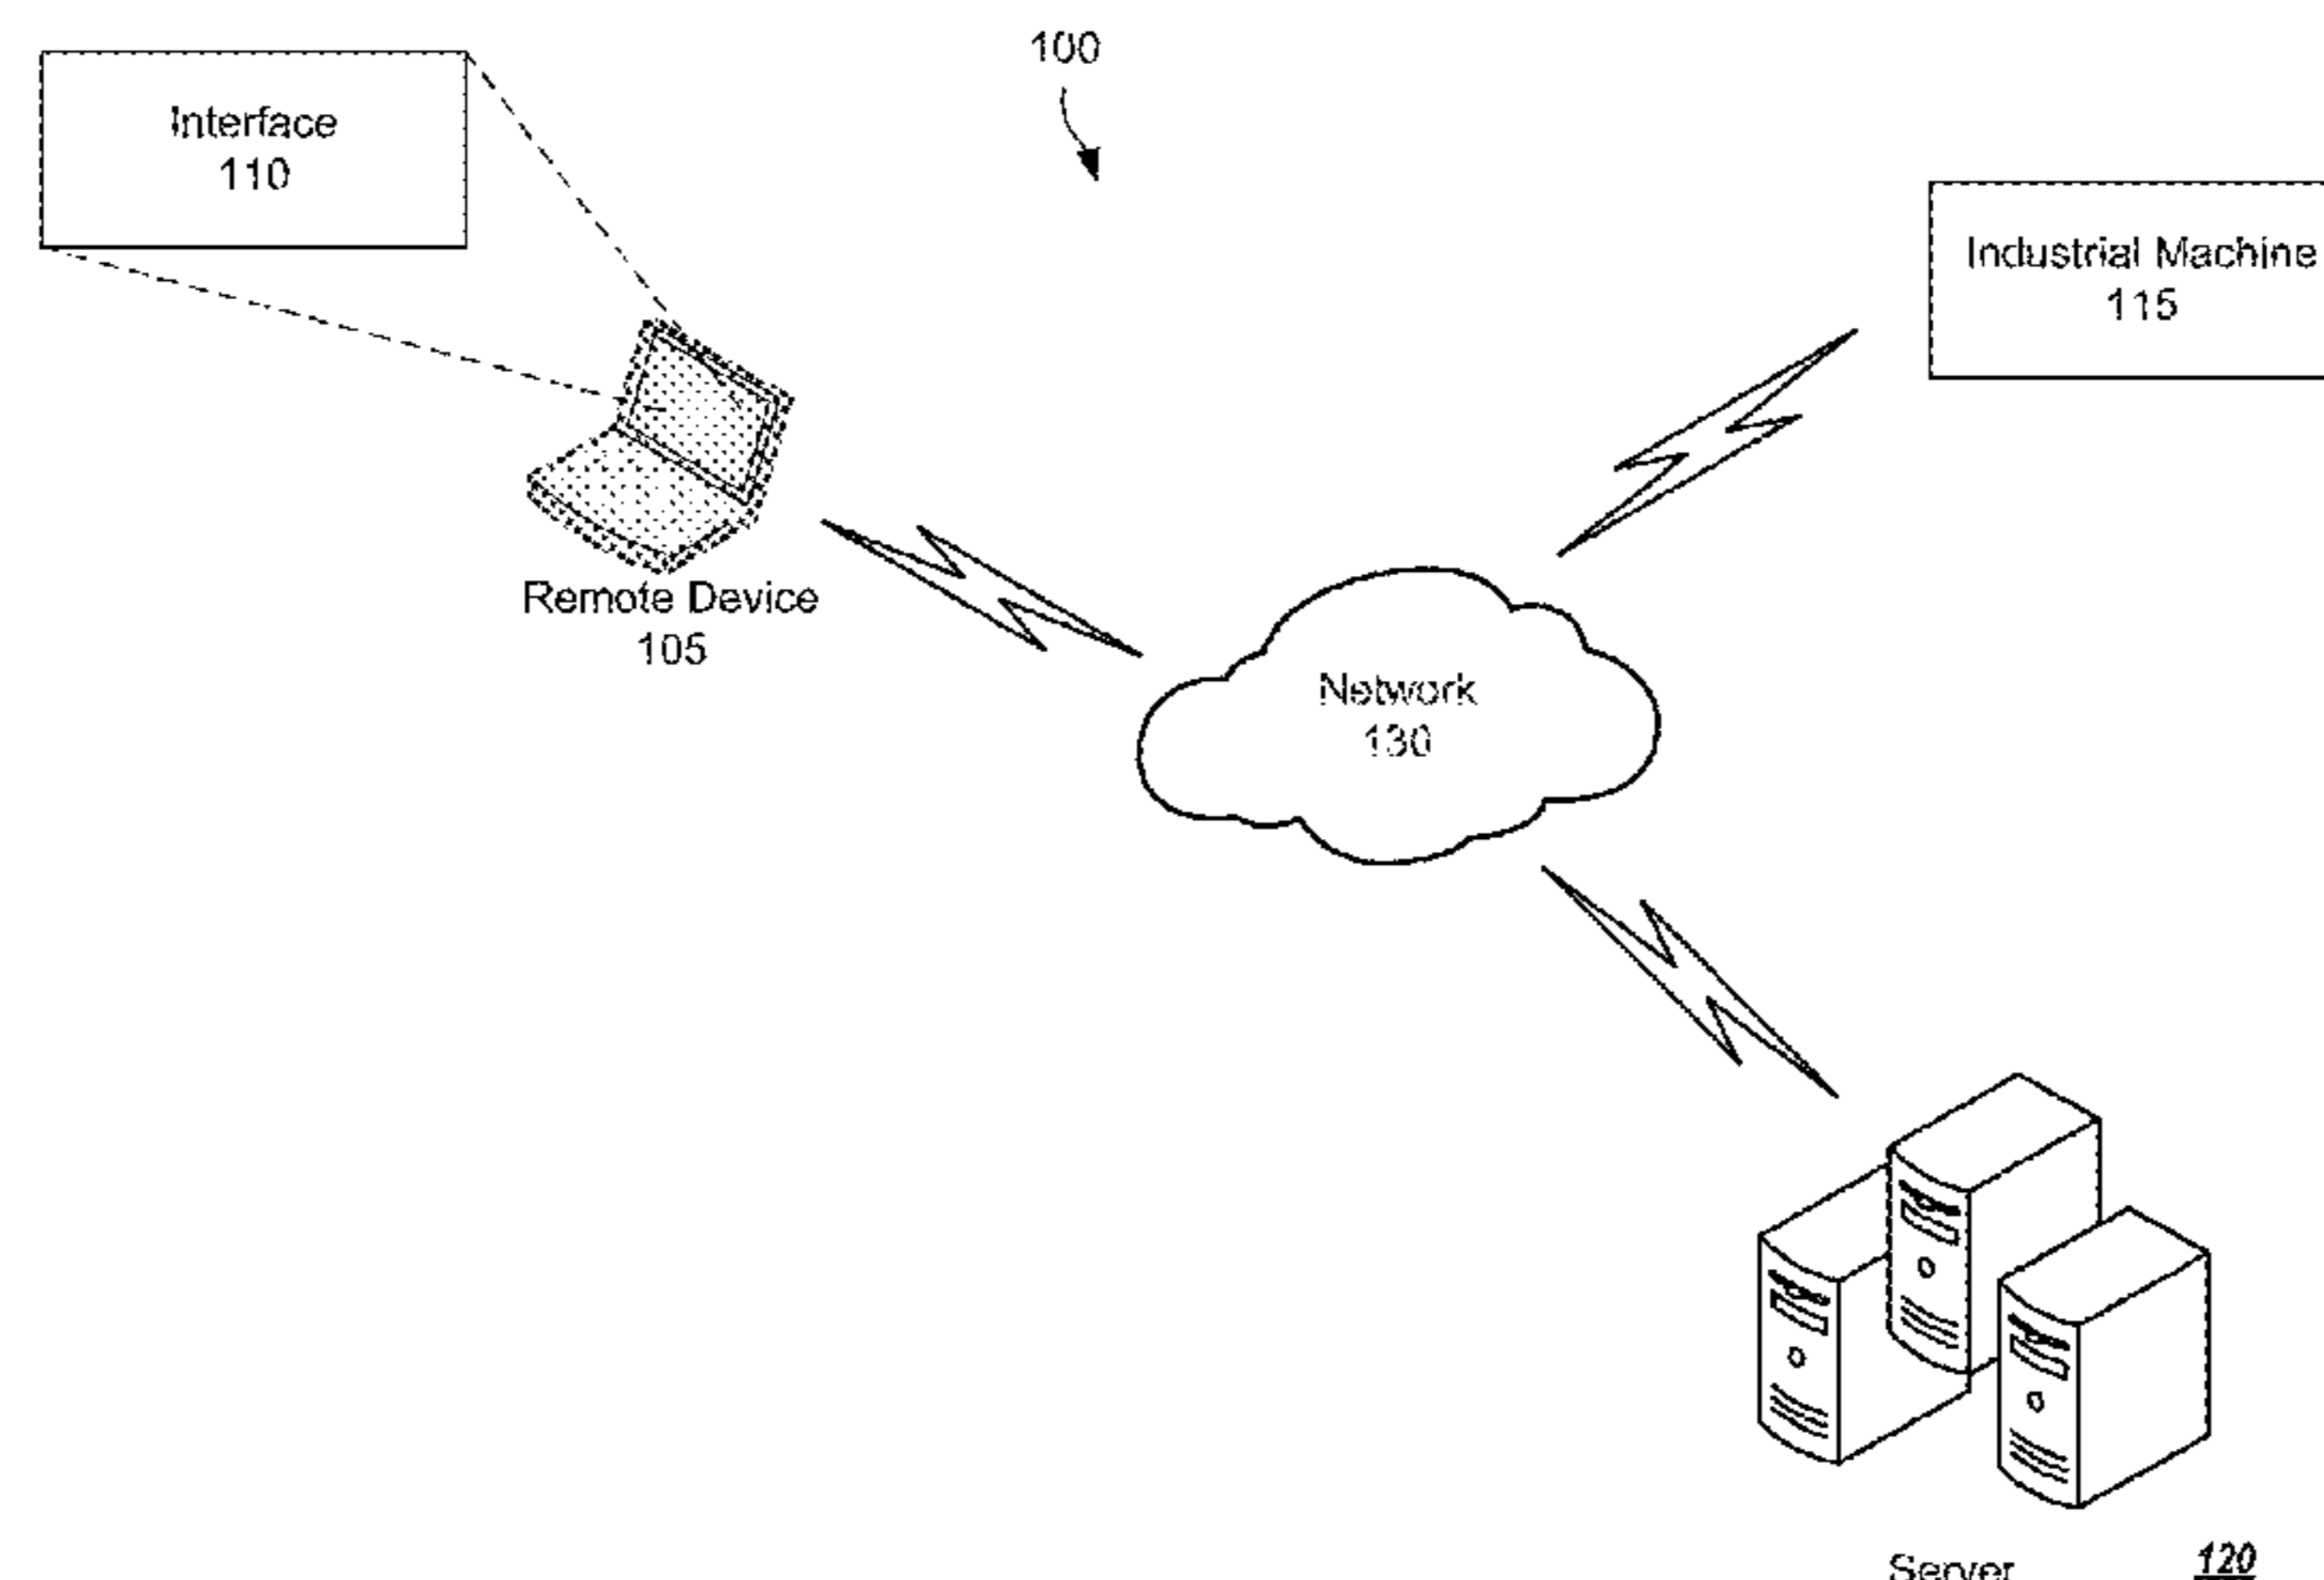 100
Interface
110
Industrial Machine
115
Remote Device
105
Network
130
Server
120